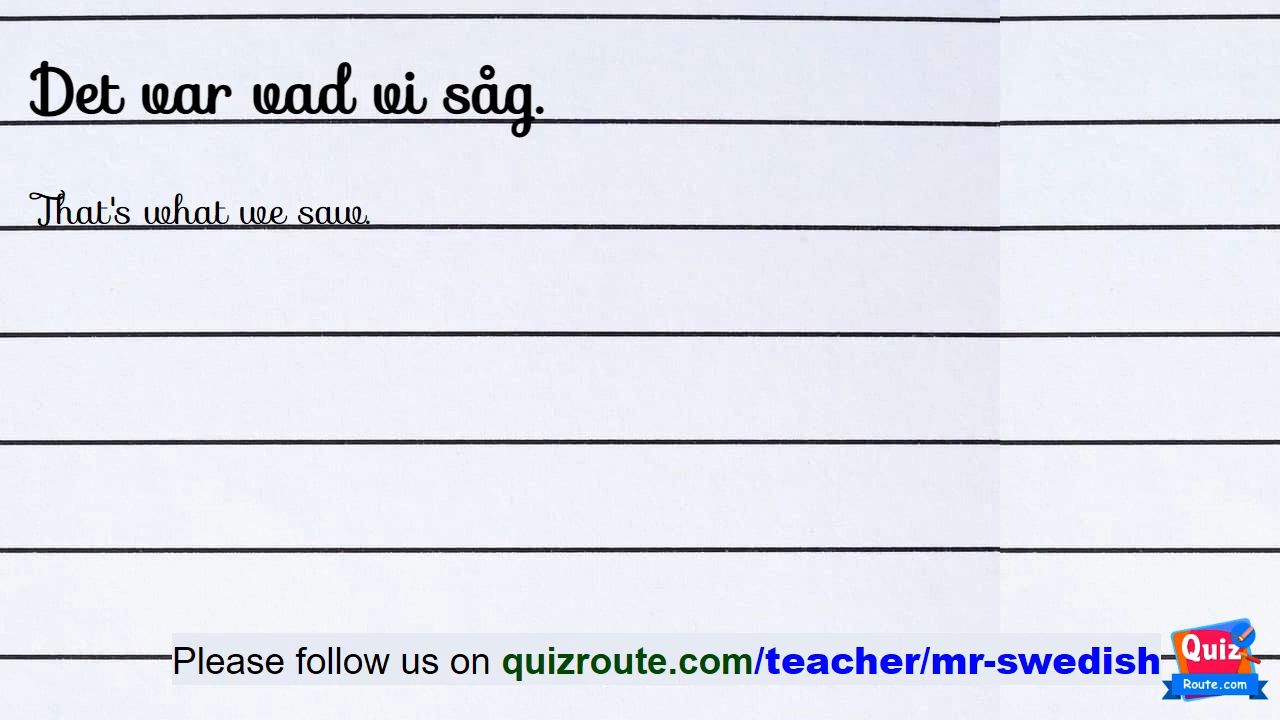 Det var vad vi såg.
That's what we saw.
Please follow us on quizroute.com/teacher/mr-swedish
Quiz
Route.com